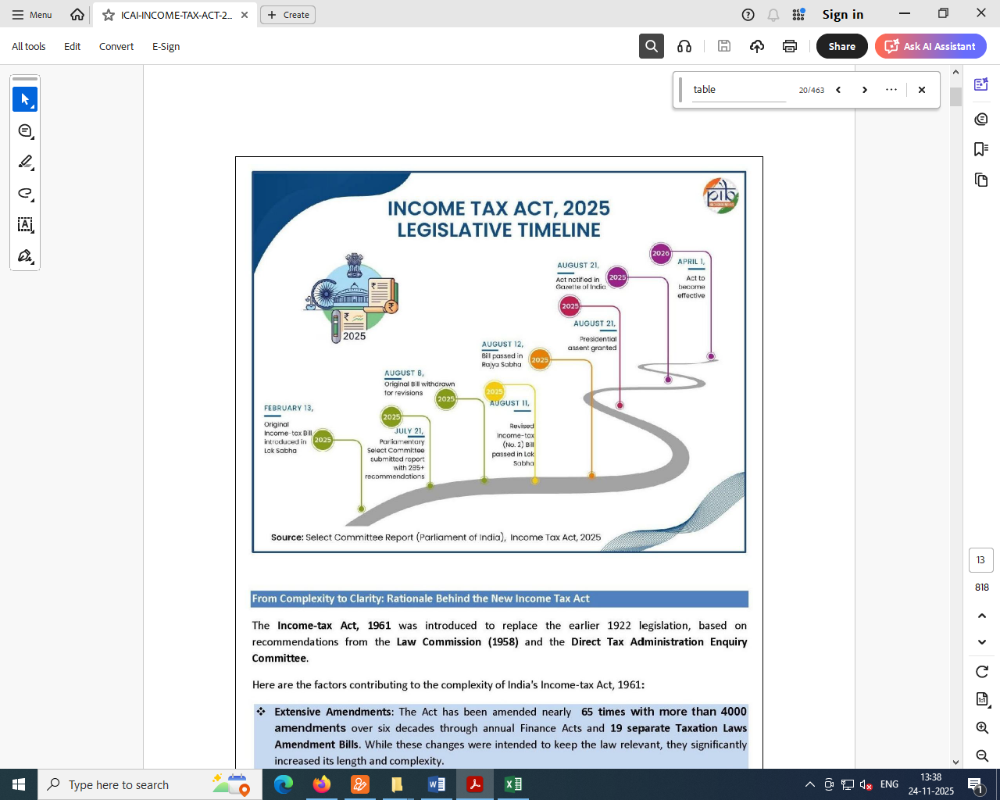 Menu
ICAI-INCOME-TAX-ACT-2...
Create
Sign in
All tools
Edit
Convert
E-Sign
Share
Ask AI Assistant
table
20/463
INCOME TAX ACT, 2025
LEGISLATIVE TIMELINE
pib
2025
FEBRUARY 13,
2025
Original
Income-tax Bill
introduced in
Lok Sabha
2025
JULY 21,
Parliamentary
Select Committee
submitted report
with 285+
recommendations
AUGUST 8,
Original Bill withdrawn
for revisions
2025
2025
AUGUST 11,
Revised
Income-tax
(No. 2) Bill
passed in Lok
Sabha
AUGUST 12,
Bill passed in
Rajya Sabha
2025
2025
AUGUST 21,
Presidential
assent granted
AUGUST 21,
Act notified in
Gazette of India
2025
2026
APRIL 1,
Act to
become
effective
Source: Select Committee Report (Parliament of India), Income Tax Act, 2025
From Complexity to Clarity: Rationale Behind the New Income Tax Act
The Income-tax Act, 1961 was introduced to replace the earlier 1922 legislation, based on
recommendations from the Law Commission (1958) and the Direct Tax Administration Enquiry
Committee.
Here are the factors contributing to the complexity of India's Income-tax Act, 1961:
❖ Extensive Amendments: The Act has been amended nearly 65 times with more than 4000
amendments over six decades through annual Finance Acts and 19 separate Taxation Laws
Amendment Bills. While these changes were intended to keep the law relevant, they significantly
increased its length and complexity.
13
818
1:1
Type here to search
ENG
13:38
24-11-2025
1